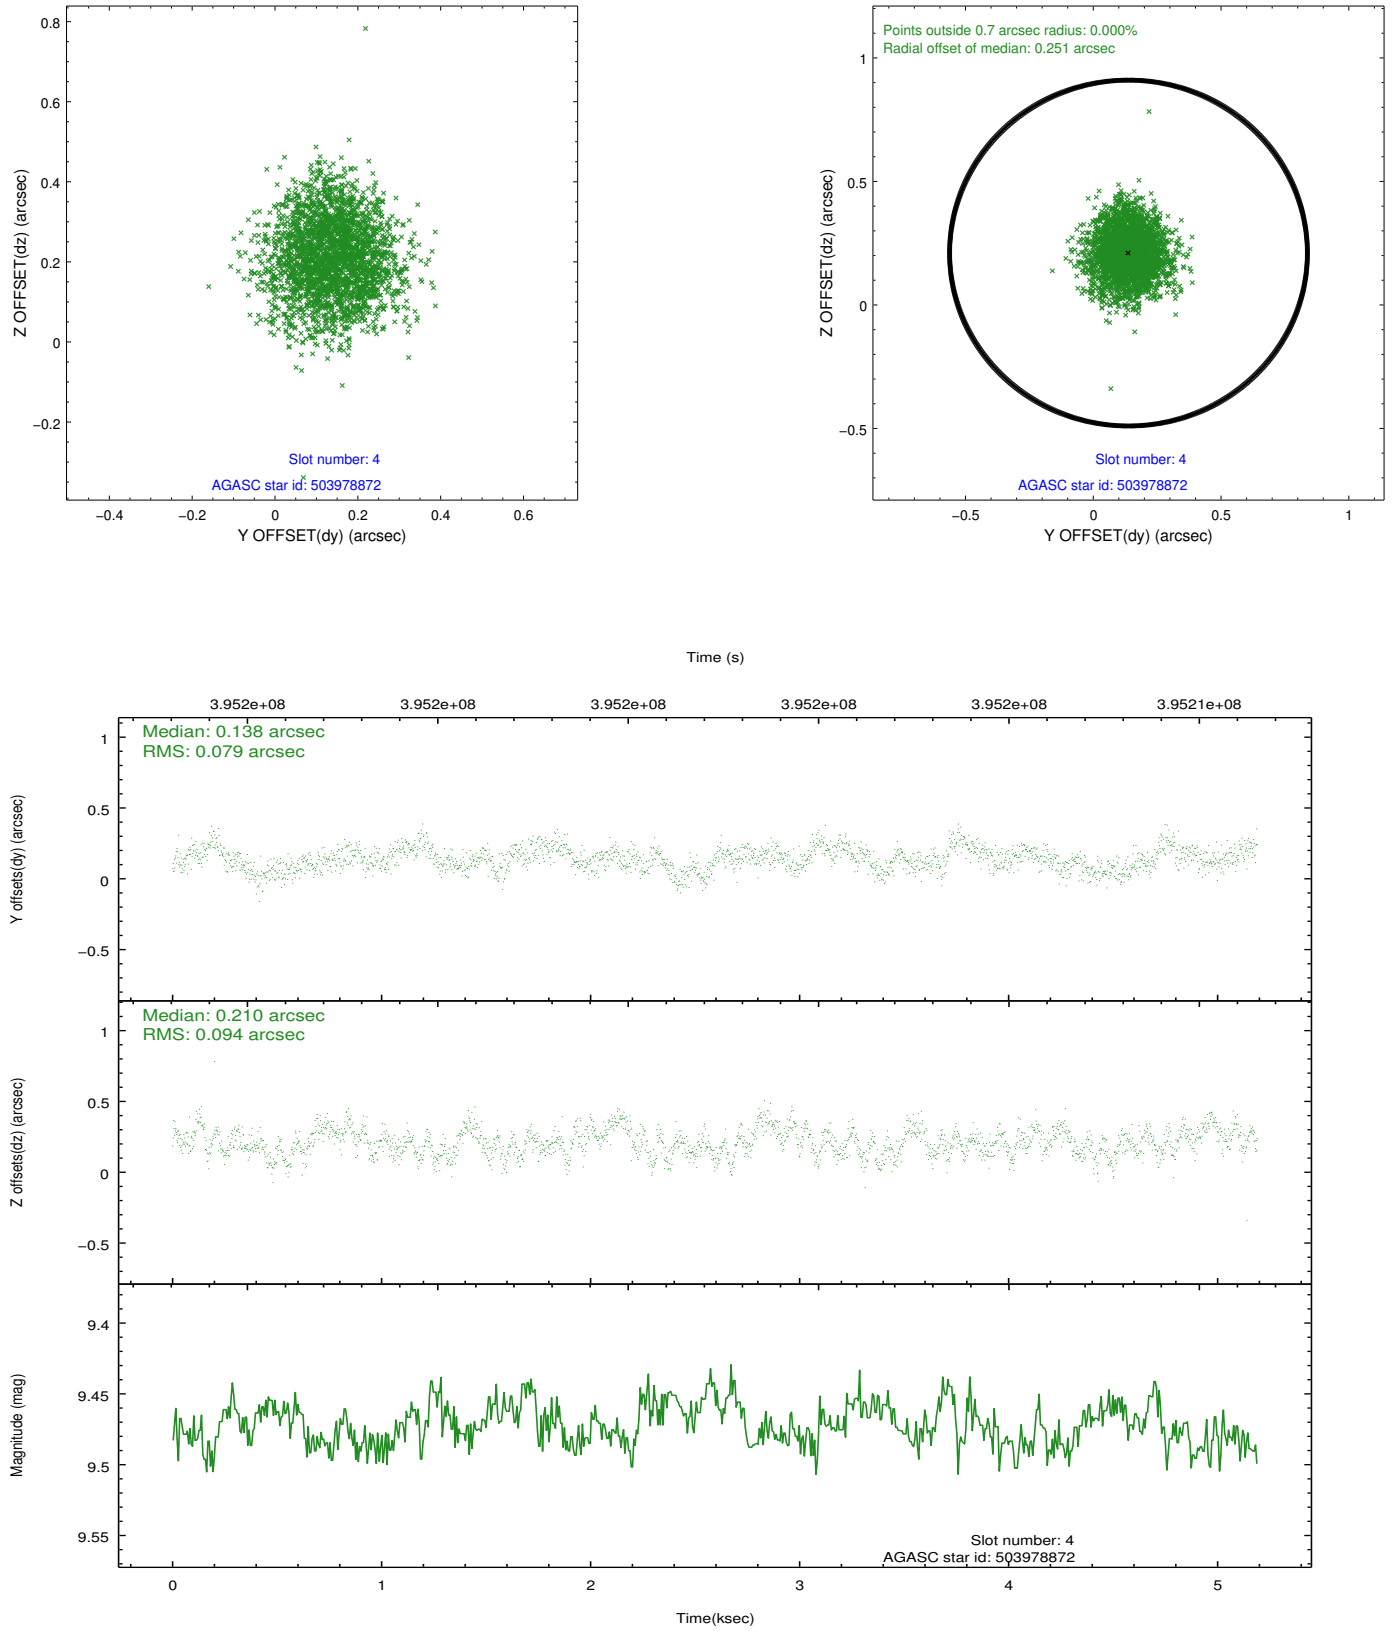 0.8
0.6
0.4
0.2
0
−0.2
Z OFFSET(dz) (arcsec)
Slot number: 4
AGASC star id: 503978872
−0.4 −0.2 0 0.2 0.4 0.6
Y OFFSET(dy) (arcsec)
Points outside 0.7 arcsec radius: 0.000%
Radial offset of median: 0.251 arcsec
1
0.5
0
−0.5
Z OFFSET(dz) (arcsec)
Slot number: 4
AGASC star id: 503978872
−0.5 0 0.5 1
Y OFFSET(dy) (arcsec)
Time (s)
3.952e+08 3.952e+08 3.952e+08 3.952e+08 3.952e+08 3.9521e+08
Median: 0.138 arcsec
RMS: 0.079 arcsec
1
0.5
0
−0.5
Y offsets(dy) (arcsec)
Median: 0.210 arcsec
RMS: 0.094 arcsec
1
0.5
0
−0.5
Z offsets(dz) (arcsec)
9.4
9.45
9.5
9.55
Magnitude (mag)
Slot number: 4
AGASC star id: 503978872
0 1 2 3 4 5
Time(ksec)